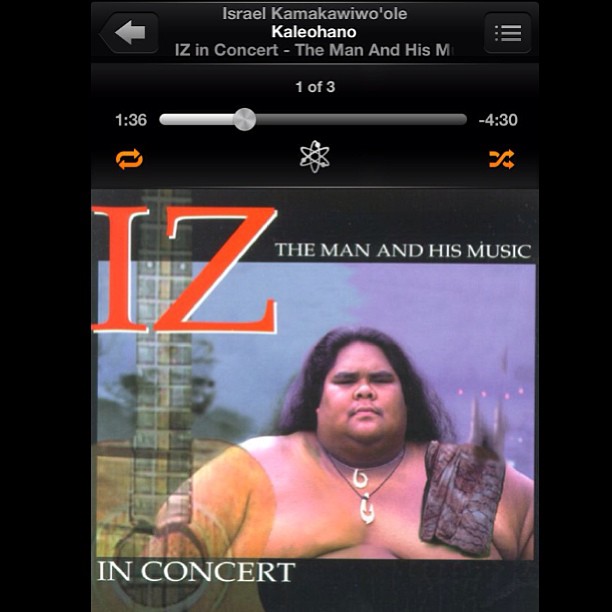 Israel Kamakawiwo'ole
Kaleohano
IZ in Concert - The Man And His M
1 of 3
1:36
-4:30
IZ
THE MAN AND HIS MUSIC
IN CONCERT